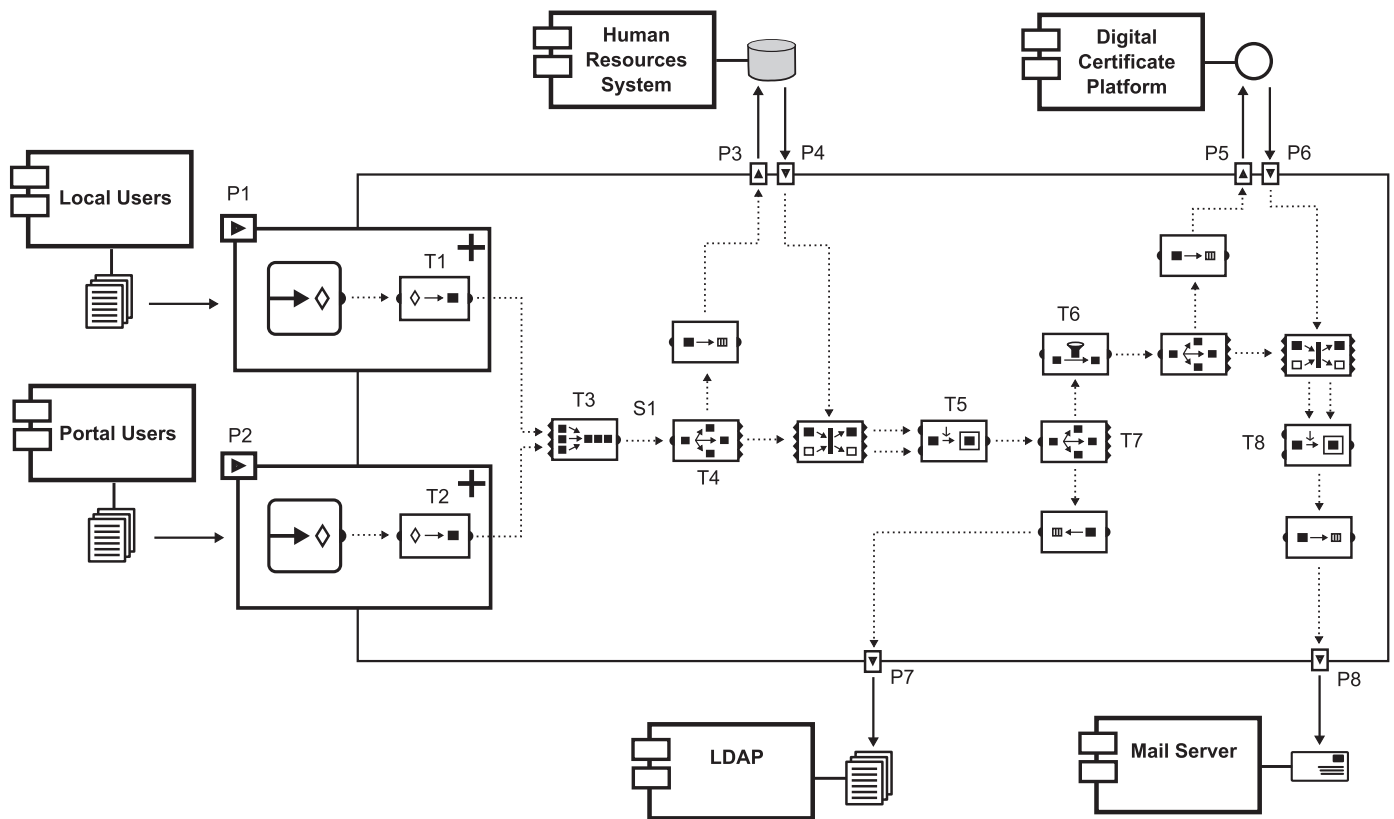 Human
Resources
System
Digital
Certificate
Platform
P3
P4
P5
P6
Local Users
P1
T1
T6
Portal Users
P2
T2
T3
S1
T4
T5
T7
T8
P7
P8
LDAP
Mail Server